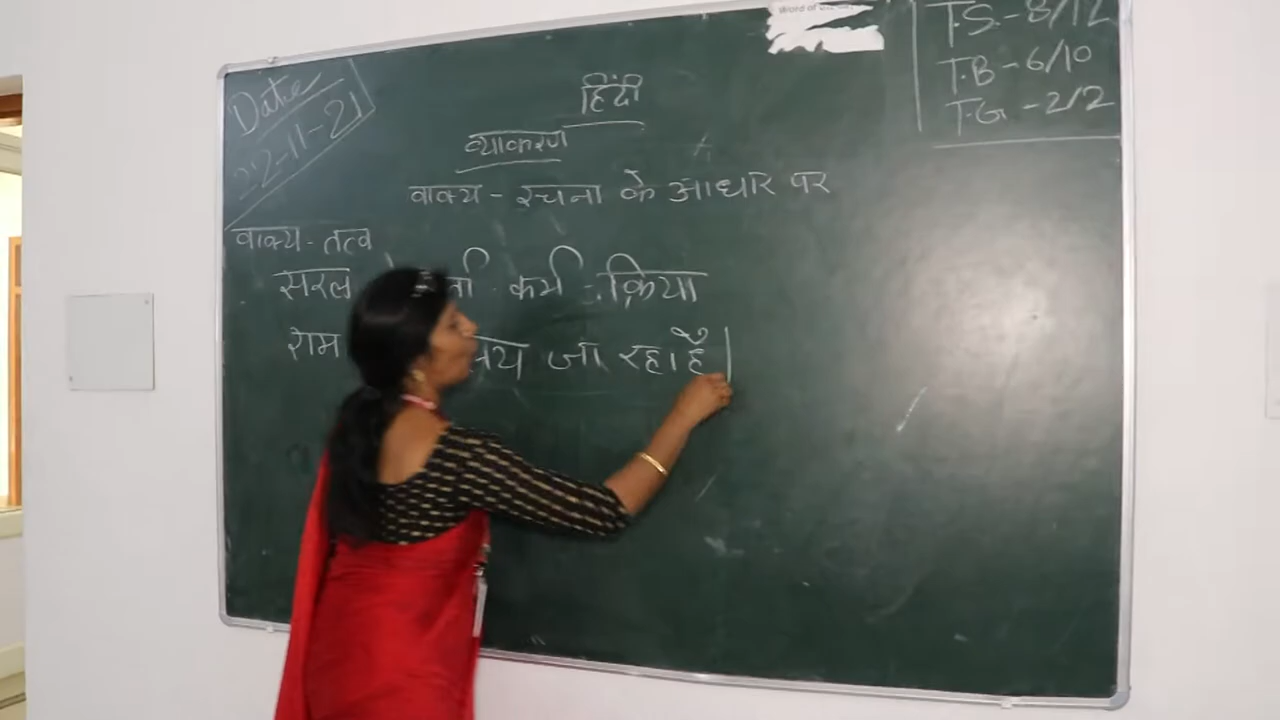 Date
22-11-21
T.S.-8/12
T.B-6/10
T.G-2/2
हिंदी
व्याकरण
वाक्य - रचना के आधार पर
वाक्य - तत्व
सरल कर्म - क्रिया
राम जा रहा है।